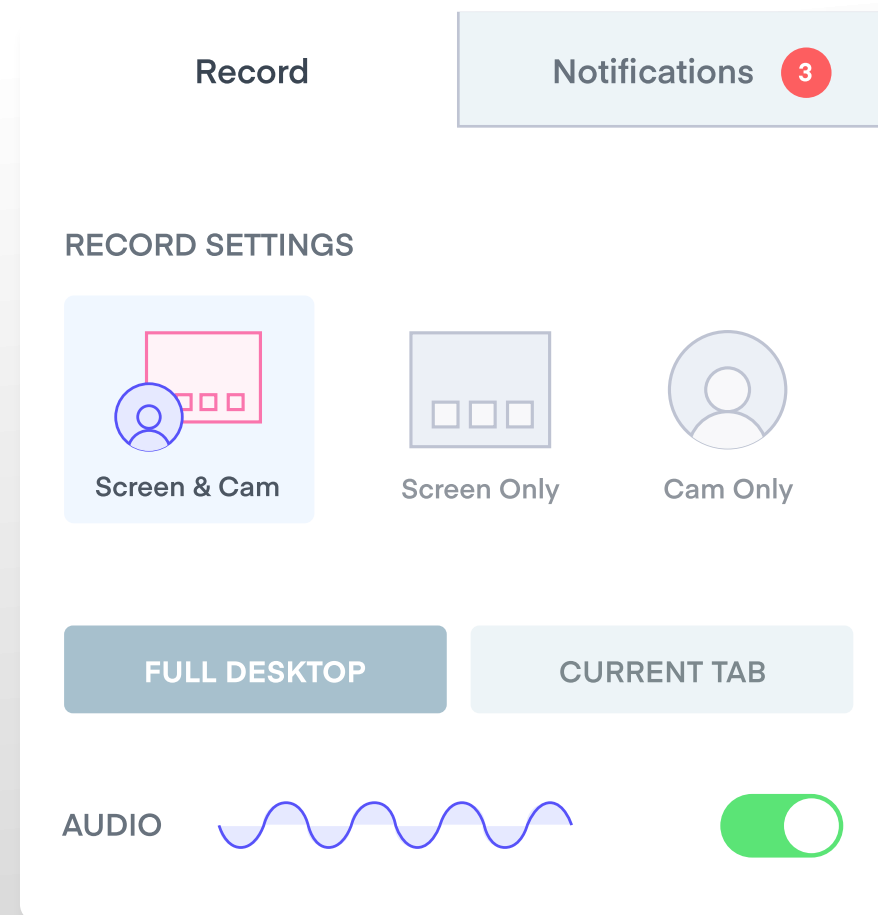 Record
Notifications 3
RECORD SETTINGS
Screen & Cam
Screen Only
Cam Only
FULL DESKTOP
CURRENT TAB
AUDIO